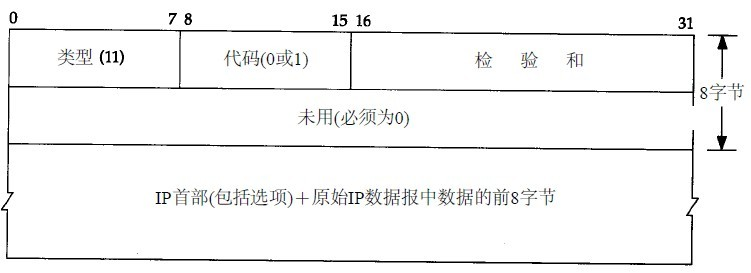 0 7 8 15 16 31
类型 (11) 代码(0或1) 检 验 和
8字节
未用(必须为0)
IP首部(包括选项)＋原始IP数据报中数据的前8字节